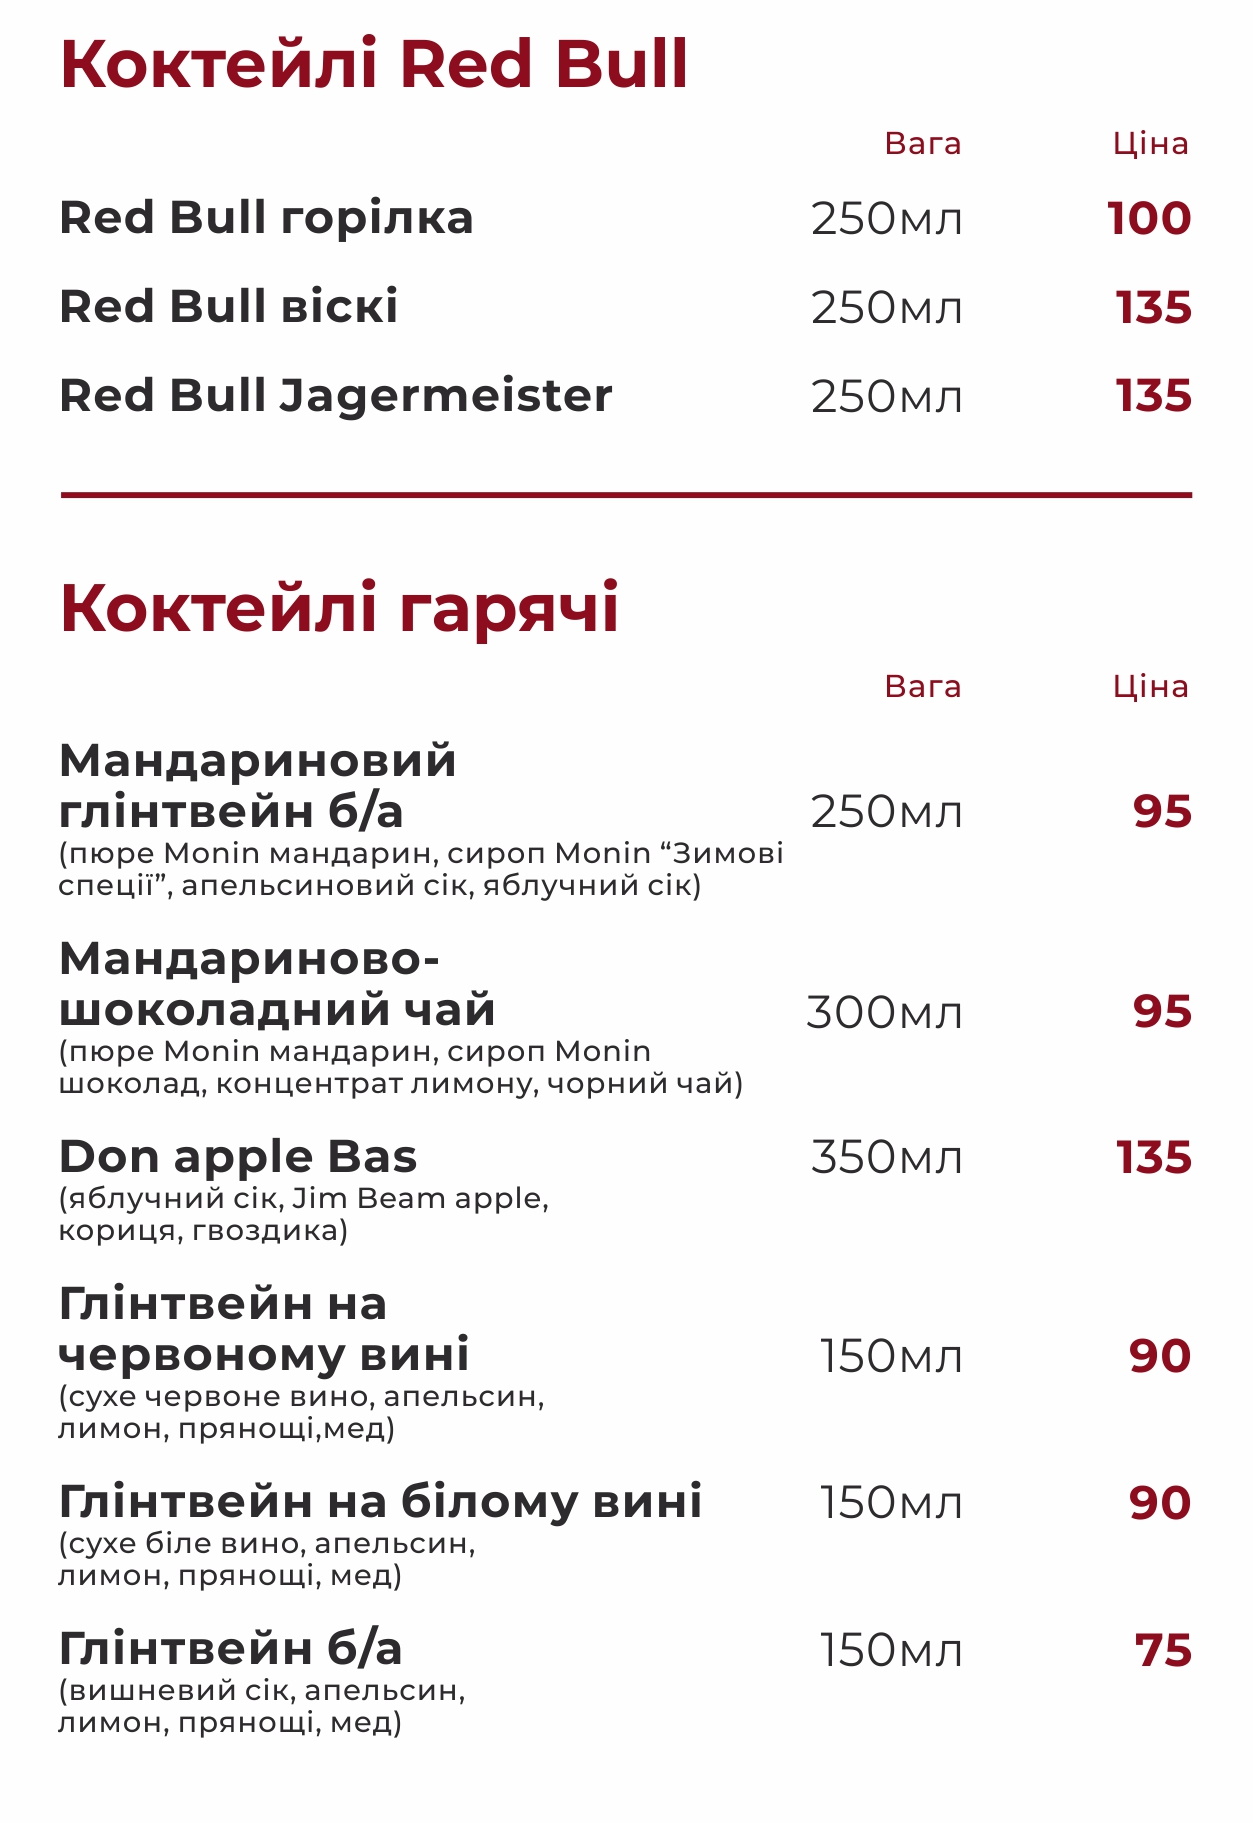 Коктейлі Red Bull
Вага Ціна
Red Bull горілка 250мл 100
Red Bull віскі 250мл 135
Red Bull Jagermeister 250мл 135
Коктейлі гарячі
Вага Ціна
Мандариновий
глінтвейн б/а 250мл 95
(пюре Monin мандарин, сироп Monin “Зимові
спеції”, апельсиновий сік, яблучний сік)
Мандариново-
шоколадний чай 300мл 95
(пюре Monin мандарин, сироп Monin
шоколад, концентрат лимону, чорний чай)
Don apple Bas 350мл 135
(яблучний сік, Jim Beam apple,
кориця, гвоздика)
Глінтвейн на
червоному вині 150мл 90
(сухе червоне вино, апельсин,
лимон, прянощі,мед)
Глінтвейн на білому вині 150мл 90
(сухе біле вино, апельсин,
лимон, прянощі, мед)
Глінтвейн б/а 150мл 75
(вишневий сік, апельсин,
лимон, прянощі, мед)